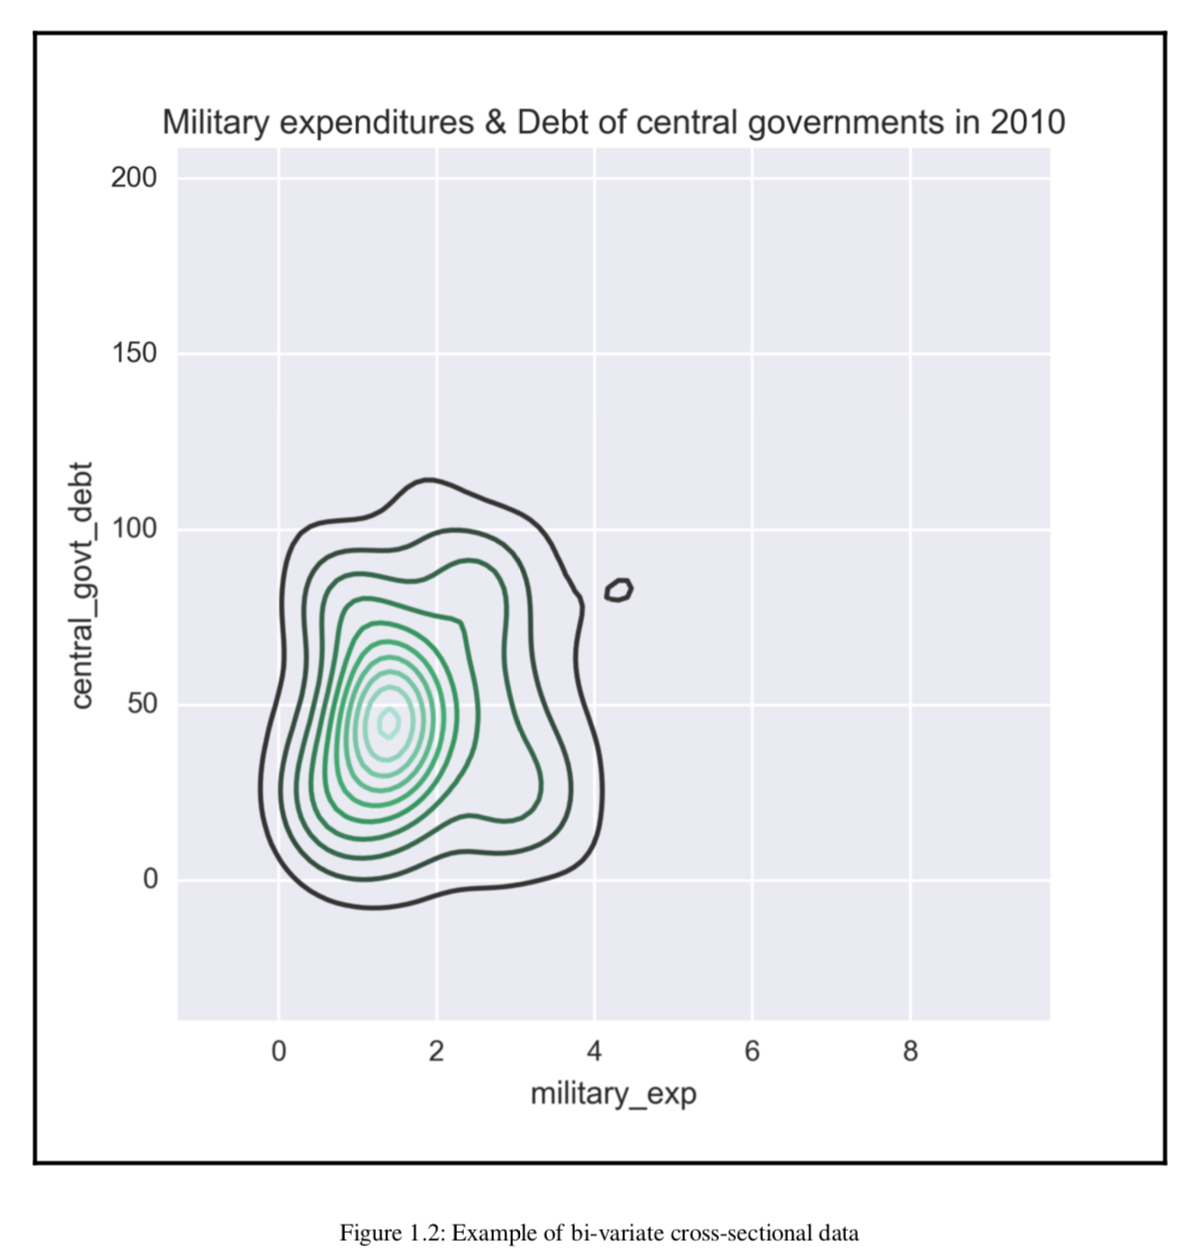 Military expenditures & Debt of central governments in 2010
200
150
100
50
0
central_govt_debt
0 2 4 6 8
military_exp
Figure 1.2: Example of bi-variate cross-sectional data